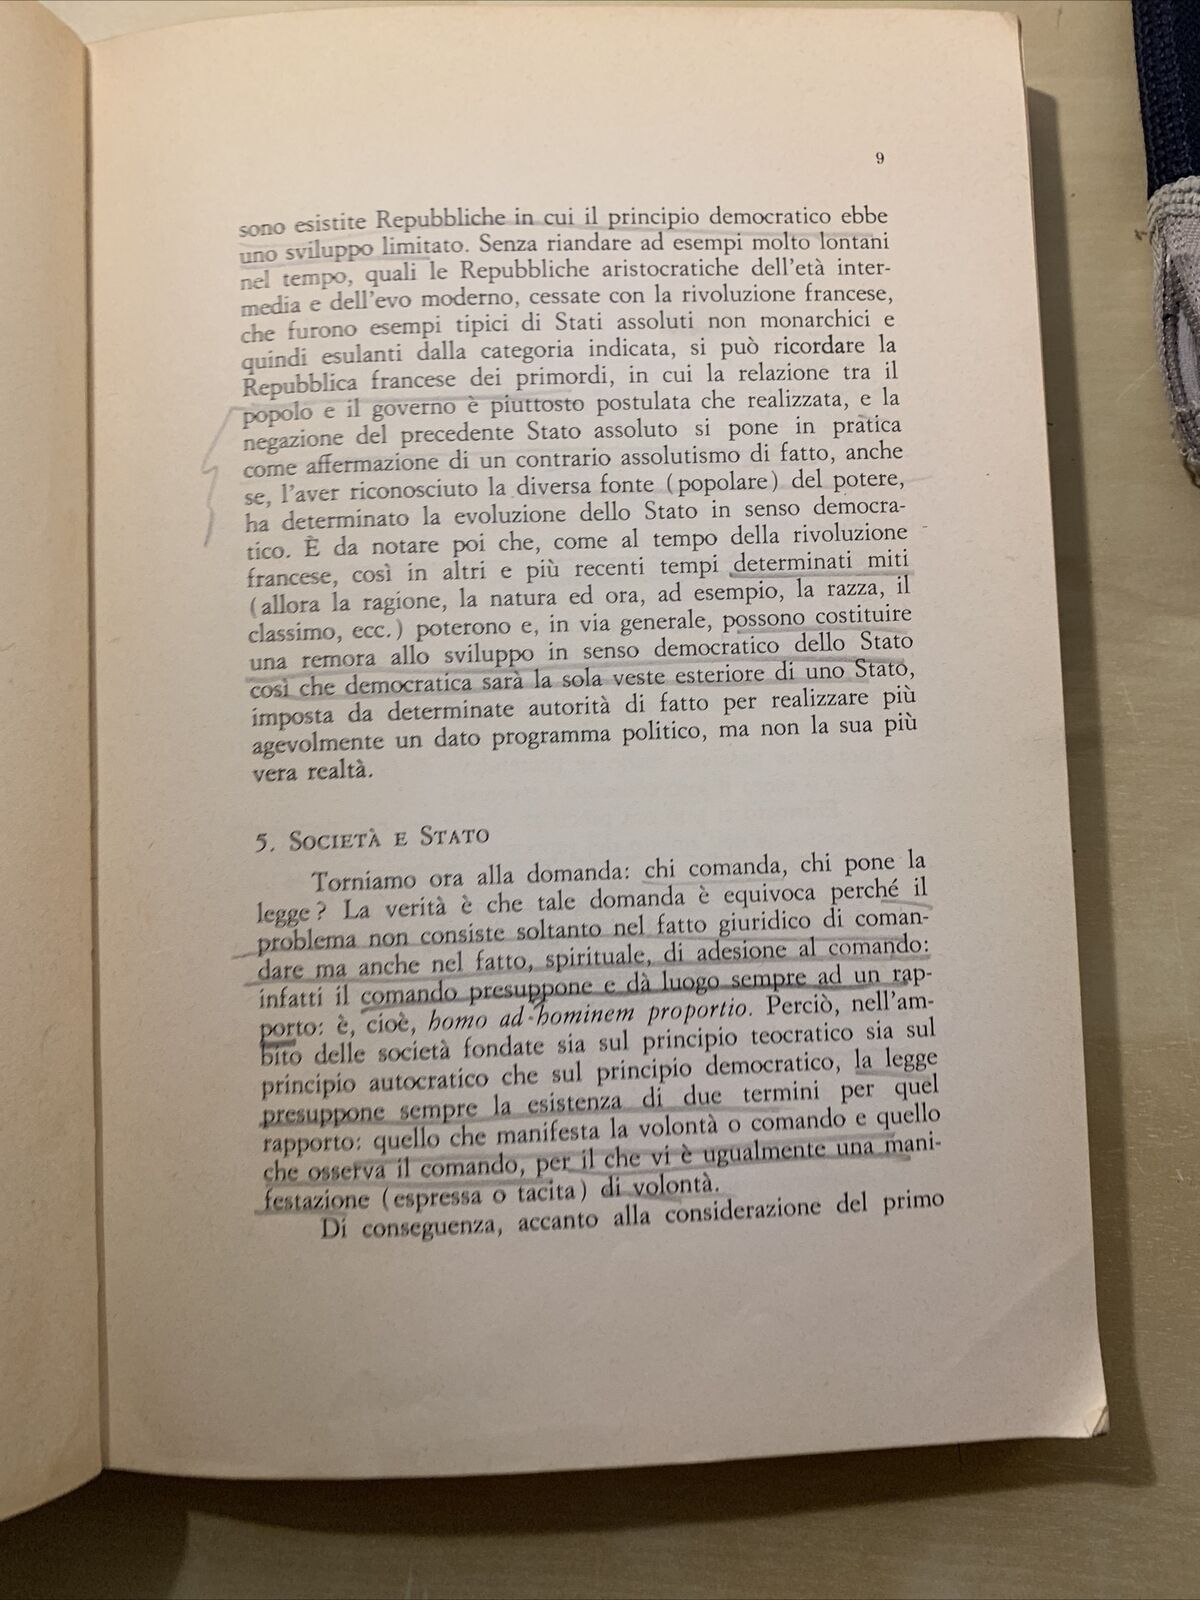 9
sono esistite Repubbliche in cui il principio democratico ebbe
uno sviluppo limitato. Senza riandare ad esempi molto lontani
nel tempo, quali le Repubbliche aristocratiche dell'età inter-
media e dell'evo moderno, cessate con la rivoluzione francese,
che furono esempi tipici di Stati assoluti non monarchici e
quindi esulanti dalla categoria indicata, si può ricordare la
Repubblica francese dei primordi, in cui la relazione tra il
popolo e il governo è piuttosto postulata che realizzata, e la
negazione del precedente Stato assoluto si pone in pratica
come affermazione di un contrario assolutismo di fatto, anche
se, l'aver riconosciuto la diversa fonte (popolare) del potere,
ha determinato la evoluzione dello Stato in senso democra-
tico. È da notare poi che, come al tempo della rivoluzione
francese, così in altri e più recenti tempi determinati miti
(allora la ragione, la natura ed ora, ad esempio, la razza, il
classimo, ecc.) poterono e, in via generale, possono costituire
una remora allo sviluppo in senso democratico dello Stato
così che democratica sarà la sola veste esteriore di uno Stato,
imposta da determinate autorità di fatto per realizzare più
agevolmente un dato programma politico, ma non la sua più
vera realtà.
5. Società e Stato
Torniamo ora alla domanda: chi comanda, chi pone la
legge? La verità è che tale domanda è equivoca perché il
problema non consiste soltanto nel fatto giuridico di coman-
dare ma anche nel fatto, spirituale, di adesione al comando:
infatti il comando presuppone e dà luogo sempre ad un rap-
porto: è, cioè, homo ad hominem proportio. Perciò, nell'am-
bito delle società fondate sia sul principio teocratico sia sul
principio autocratico che sul principio democratico, la legge
presuppone sempre la esistenza di due termini per quel
rapporto: quello che manifesta la volontà o comando e quello
che osserva il comando, per il che vi è ugualmente una mani-
festazione (espressa o tacita) di volontà.
Di conseguenza, accanto alla considerazione del primo